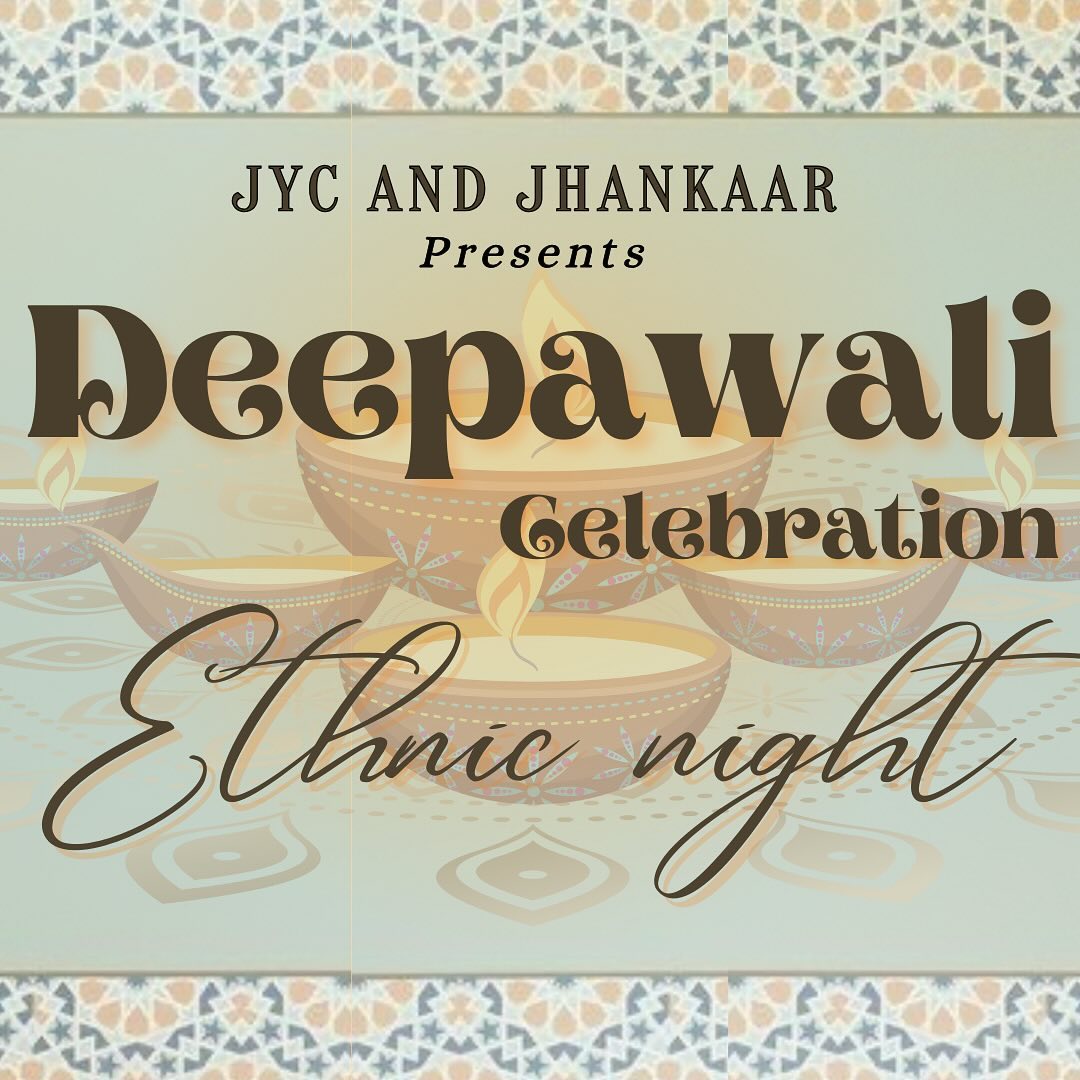 JYC AND JHANKAAR
Presents
Deepawali
Celebration
Ethnic night